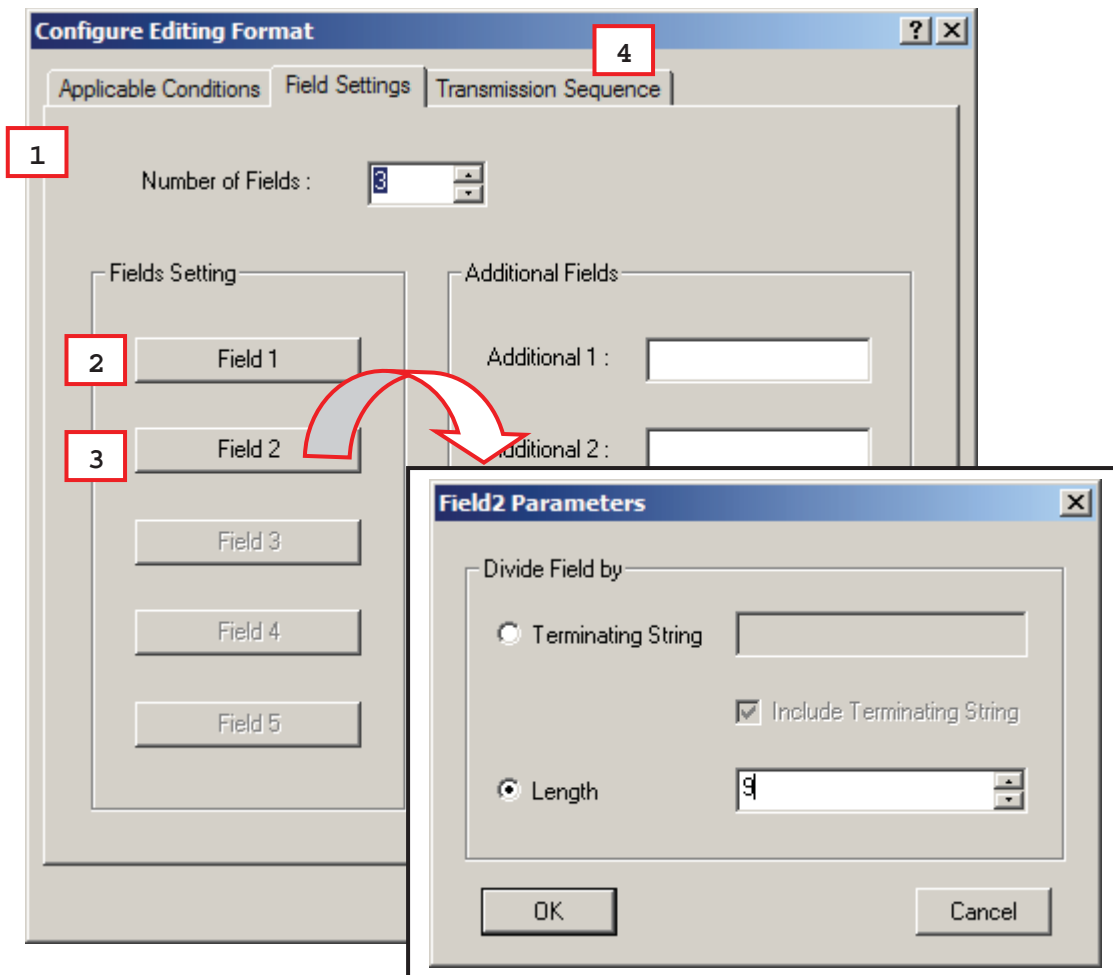 Configure Editing Format
4
Applicable Conditions Field Settings Transmission Sequence
1
Number of Fields : 3
Fields Setting
Additional Fields
2 Field 1
Additional 1 :
3 Field 2
Additional 2 :
Field 3
Field 4
Field 5
Field2 Parameters
Divide Field by
Terminating String
Include Terminating String
Length 9
OK Cancel